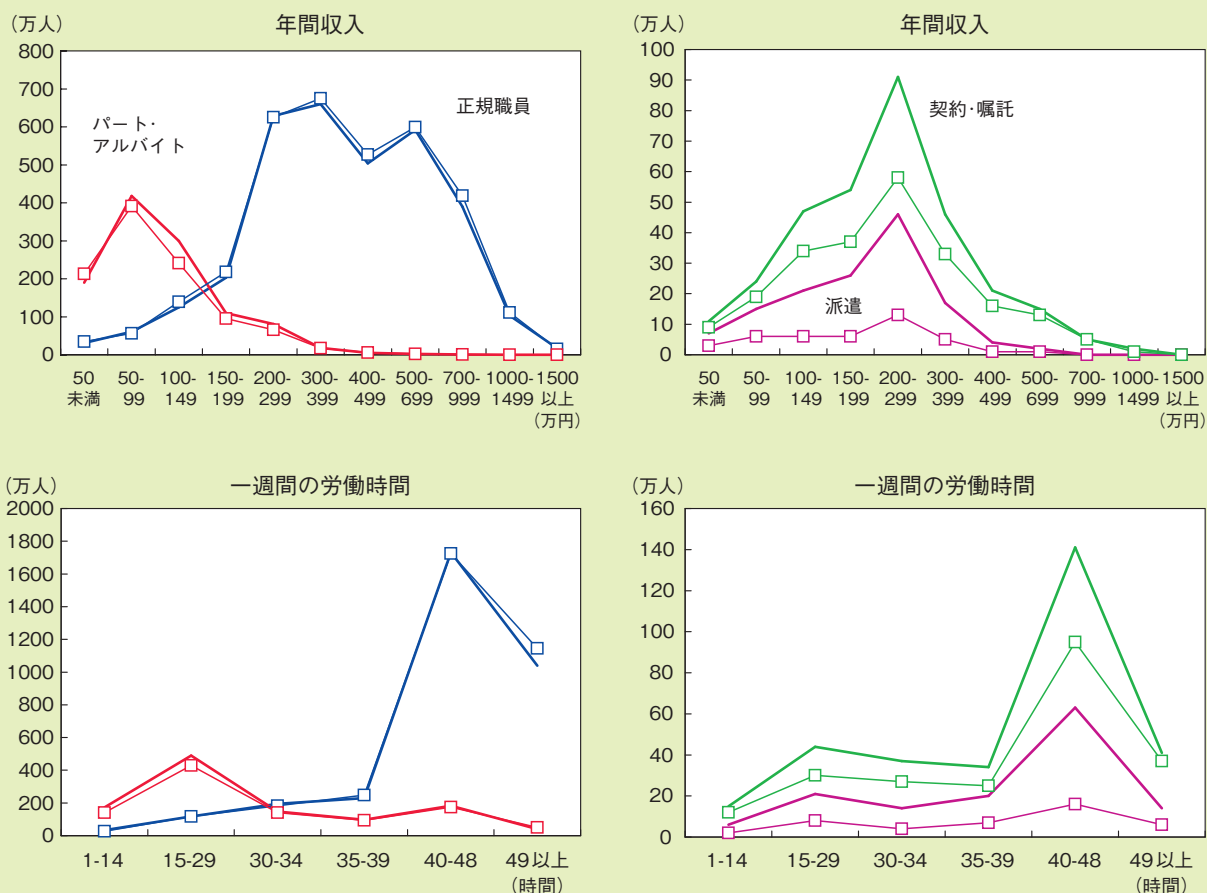 （万人）
年間収入
800
700
600
500
400
300
200
100
0
パート・
アルバイト
正規職員
50 50- 100- 150- 200- 300- 400- 500- 700- 1000- 1500
未満 99 149 199 299 399 499 699 999 1499 以上
（万円）
（万人）
年間収入
100
90
80
70
60
50
40
30
20
10
0
契約・嘱託
派遣
50 50- 100- 150- 200- 300- 400- 500- 700- 1000- 1500
未満 99 149 199 299 399 499 699 999 1499 以上
（万円）
（万人）
一週間の労働時間
2000
1800
1600
1400
1200
1000
800
600
400
200
0
1-14 15-29 30-34 35-39 40-48 49以上
（時間）
（万人）
一週間の労働時間
160
140
120
100
80
60
40
20
0
1-14 15-29 30-34 35-39 40-48 49以上
（時間）